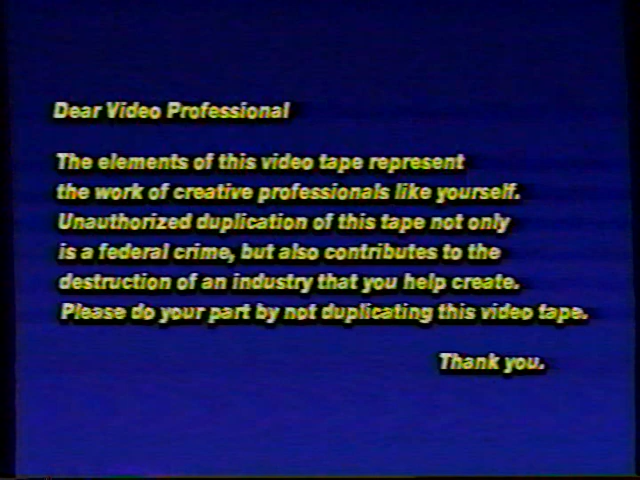 Dear Video Professional
The elements of this video tape represent
the work of creative professionals like yourself.
Unauthorized duplication of this tape not only
is a federal crime, but also contributes to the
destruction of an industry that you help create.
Please do your part by not duplicating this video tape.
Thank you.